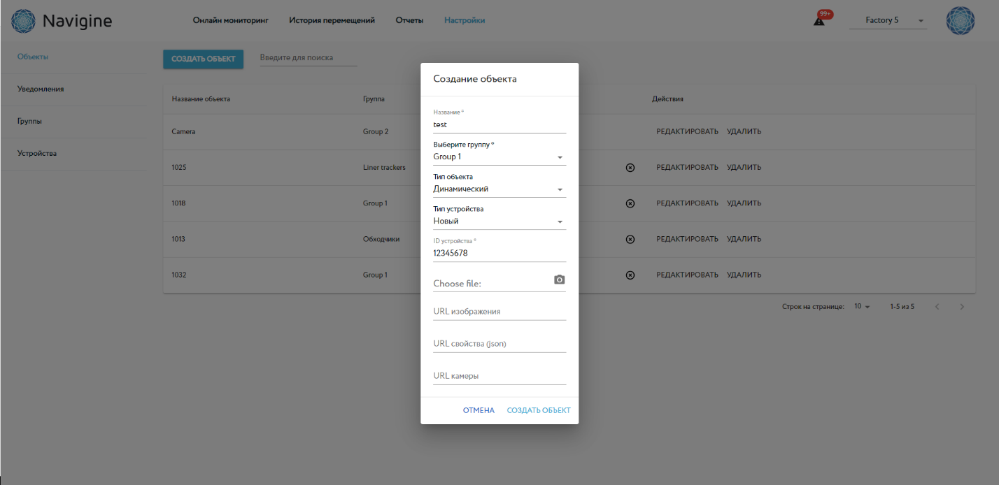 Navigine
Онлайн мониторинг История перемещений Отчеты Настройки
99+
Factory 5
Объекты
Уведомления
Группы
Устройства
СОЗДАТЬ ОБЪЕКТ
Введите для поиска
Название объекта Группа Действия
Camera Group 2 РЕДАКТИРОВАТЬ УДАЛИТЬ
1025 Liner trackers РЕДАКТИРОВАТЬ УДАЛИТЬ
1018 Group 1 РЕДАКТИРОВАТЬ УДАЛИТЬ
1013 Обходчики РЕДАКТИРОВАТЬ УДАЛИТЬ
1032 Group 1 РЕДАКТИРОВАТЬ УДАЛИТЬ
Строк на странице: 10 1-5 из 5
Создание объекта
Название *
test
Выберите группу *
Group 1
Тип объекта
Динамический
Тип устройства
Новый
ID устройства *
12345678
Choose file:
URL изображения
URL свойства (json)
URL камеры
ОТМЕНА СОЗДАТЬ ОБЪЕКТ